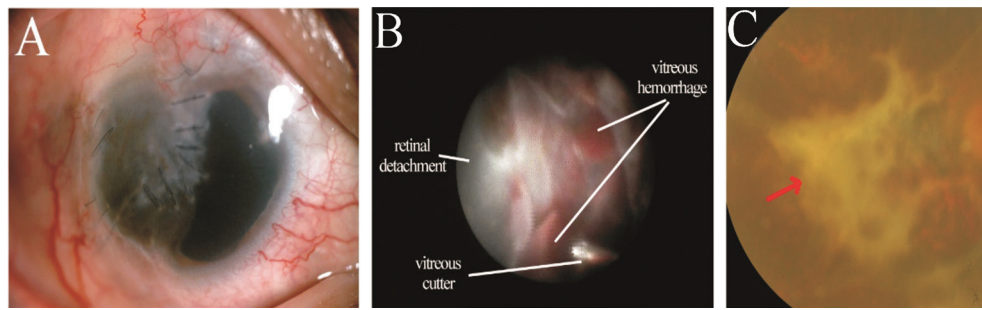 A
B
C
vitreous
hemorrhage
retinal
detachment
vitreous
cutter